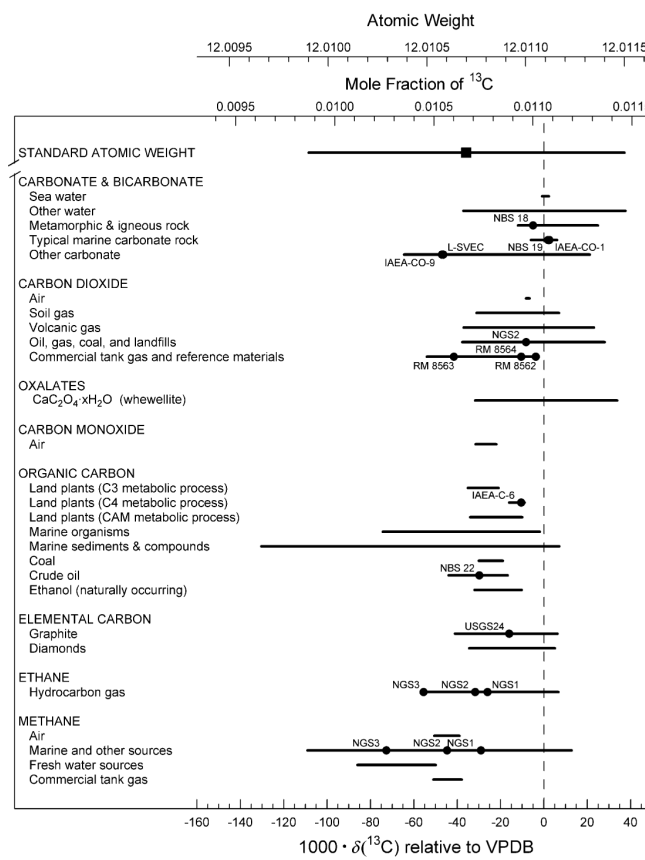 Atomic Weight
12.0095 12.0100 12.0105 12.0110 12.0115
Mole Fraction of ¹³C
0.0095 0.0100 0.0105 0.0110 0.011
STANDARD ATOMIC WEIGHT
CARBONATE & BICARBONATE
Sea water
Other water
Metamorphic & igneous rock NBS 18
Typical marine carbonate rock
Other carbonate L-SVEC NBS 19 IAEA-CO-1
IAEA-CO-9
CARBON DIOXIDE
Air
Soil gas
Volcanic gas
Oil, gas, coal, and landfills NGS2
Commercial tank gas and reference materials RM 8564
RM 8563 RM 8562
OXALATES
CaC₂O₄·xH₂O (whewellite)
CARBON MONOXIDE
Air
ORGANIC CARBON
Land plants (C3 metabolic process)
Land plants (C4 metabolic process) IAEA-C-6
Land plants (CAM metabolic process)
Marine organisms
Marine sediments & compounds
Coal
Crude oil NBS 22
Ethanol (naturally occurring)
ELEMENTAL CARBON
Graphite USGS24
Diamonds
ETHANE
Hydrocarbon gas NGS3 NGS2 NGS1
METHANE
Air
Marine and other sources NGS3 NGS2 NGS1
Fresh water sources
Commercial tank gas
-160 -140 -120 -100 -80 -60 -40 -20 0 20 40
1000 · δ(¹³C) relative to VPDB